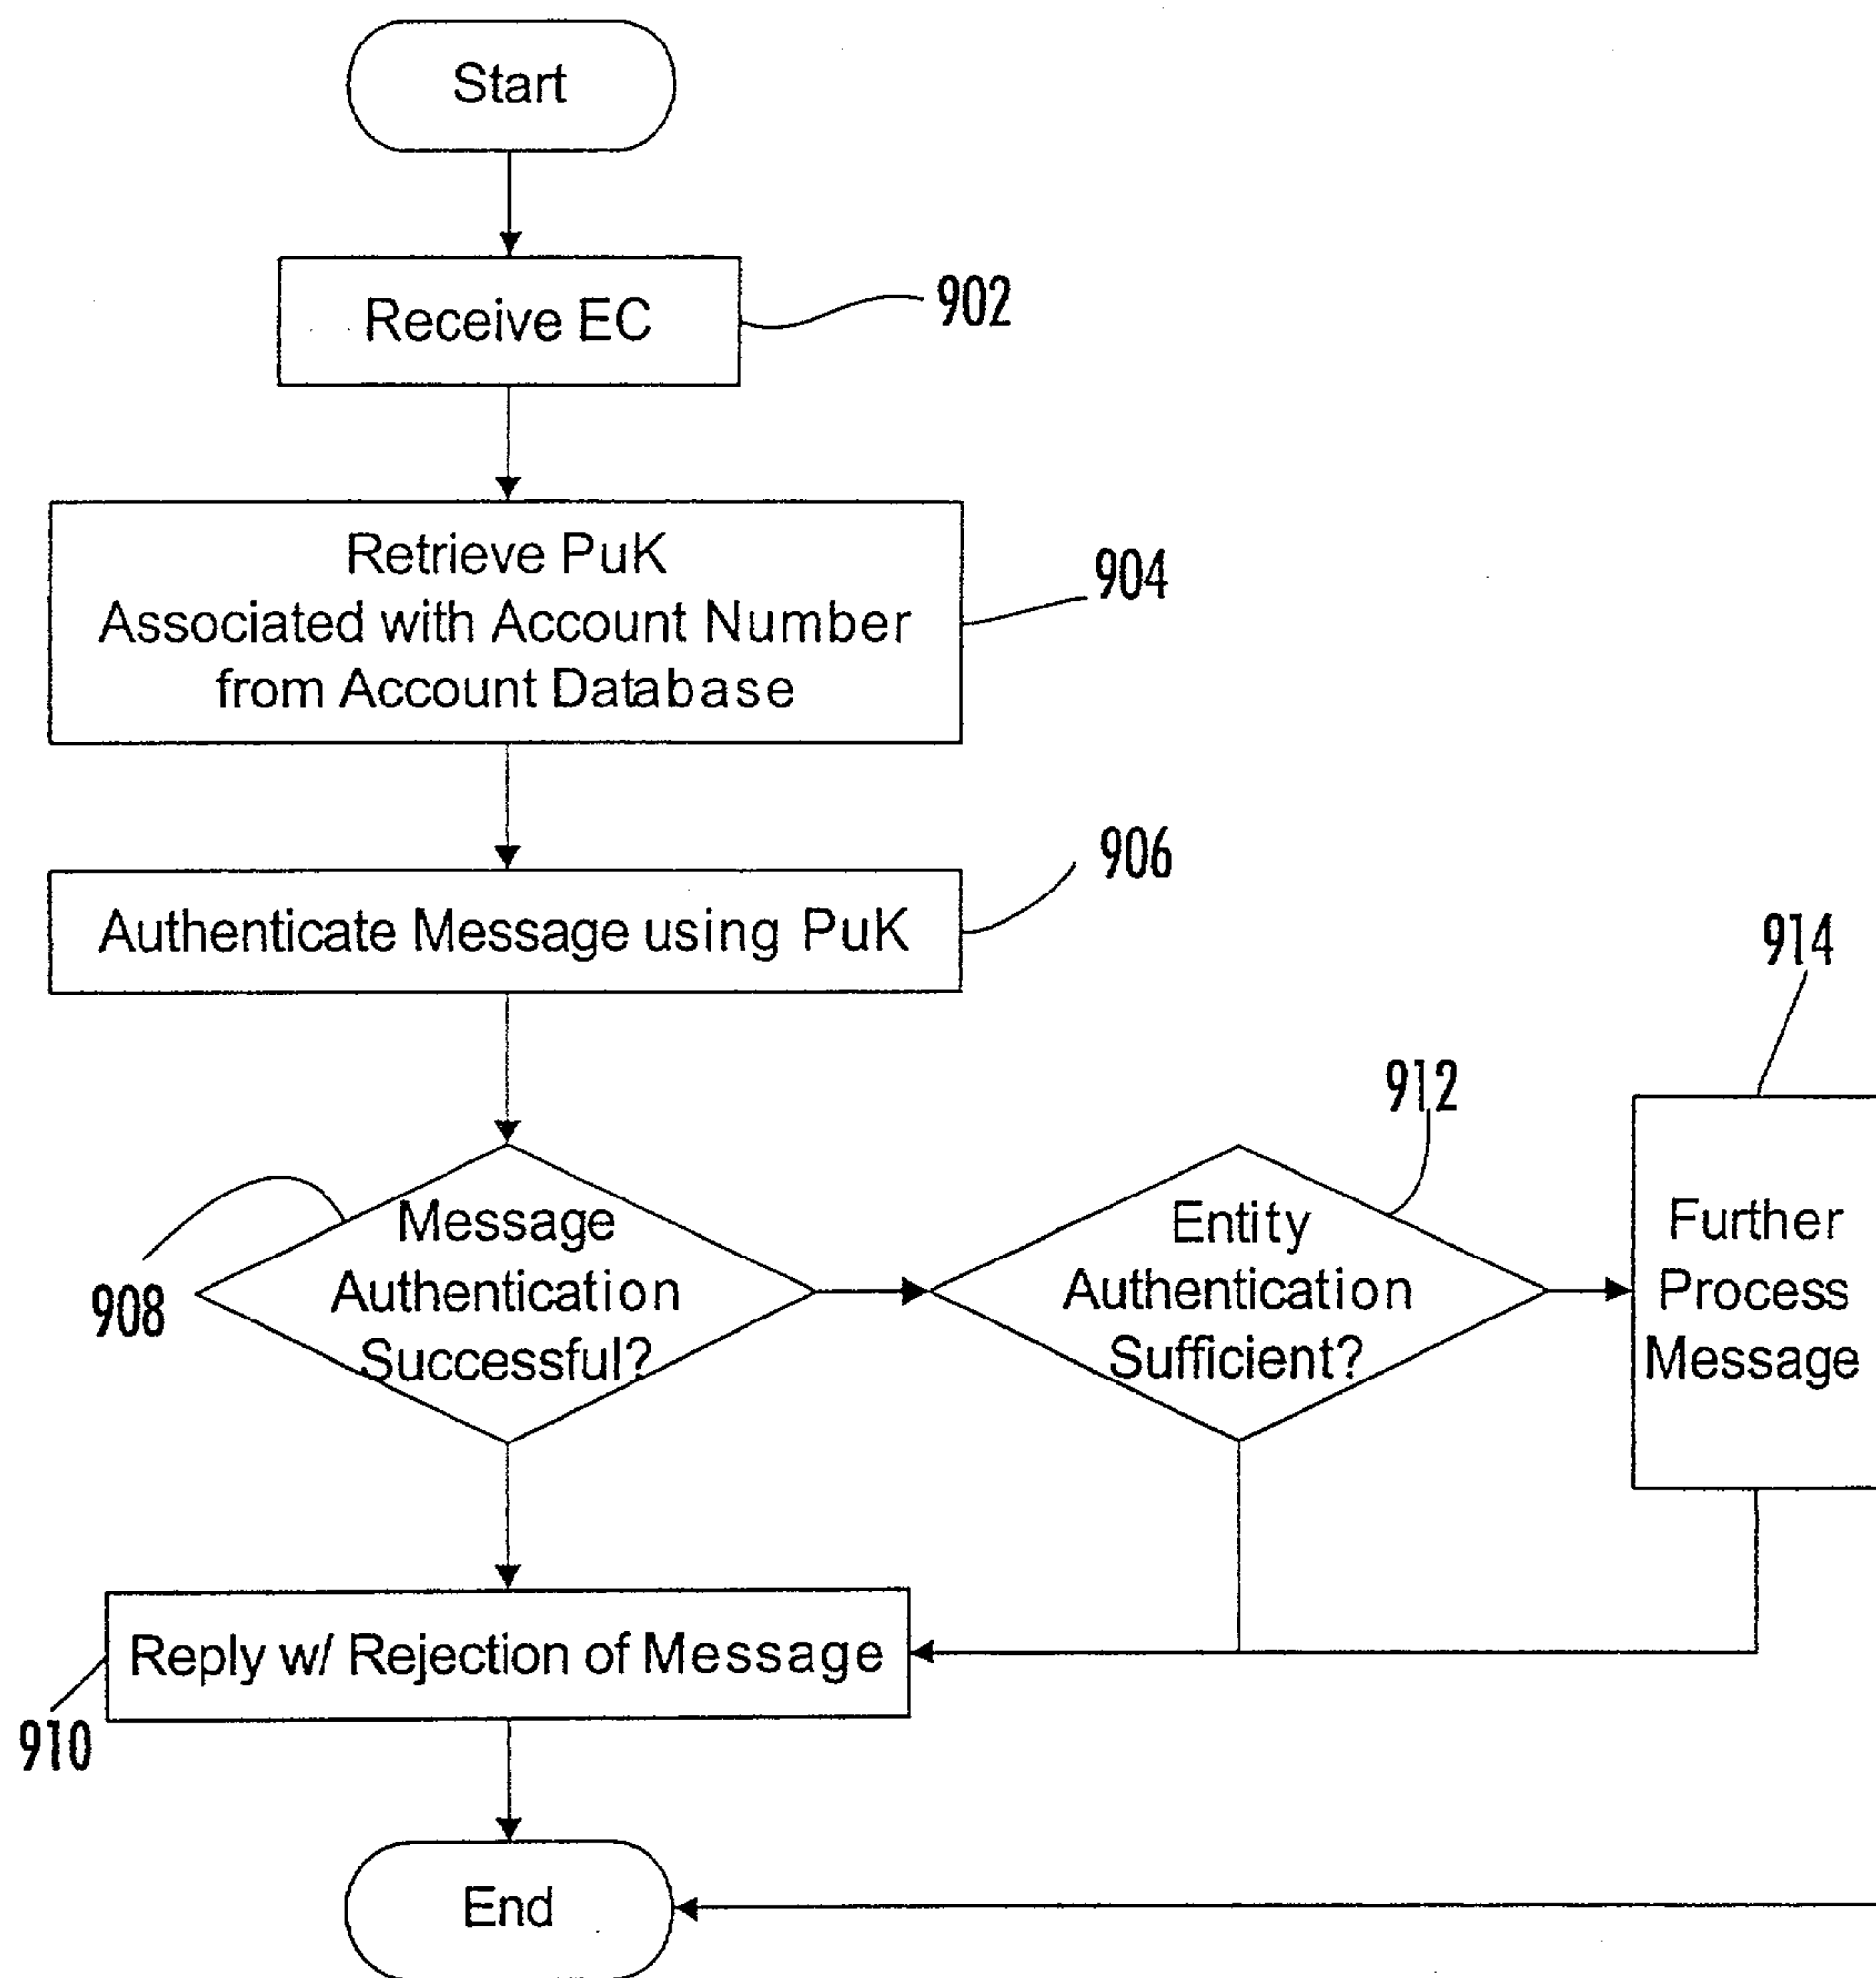 Start
Receive EC
902
Retrieve PuK
Associated with Account Number
from Account Database
904
Authenticate Message using PuK
906
Message
Authentication
Successful?
908
Entity
Authentication
Sufficient?
912
Further
Process
Message
914
Reply w/ Rejection of Message
910
End